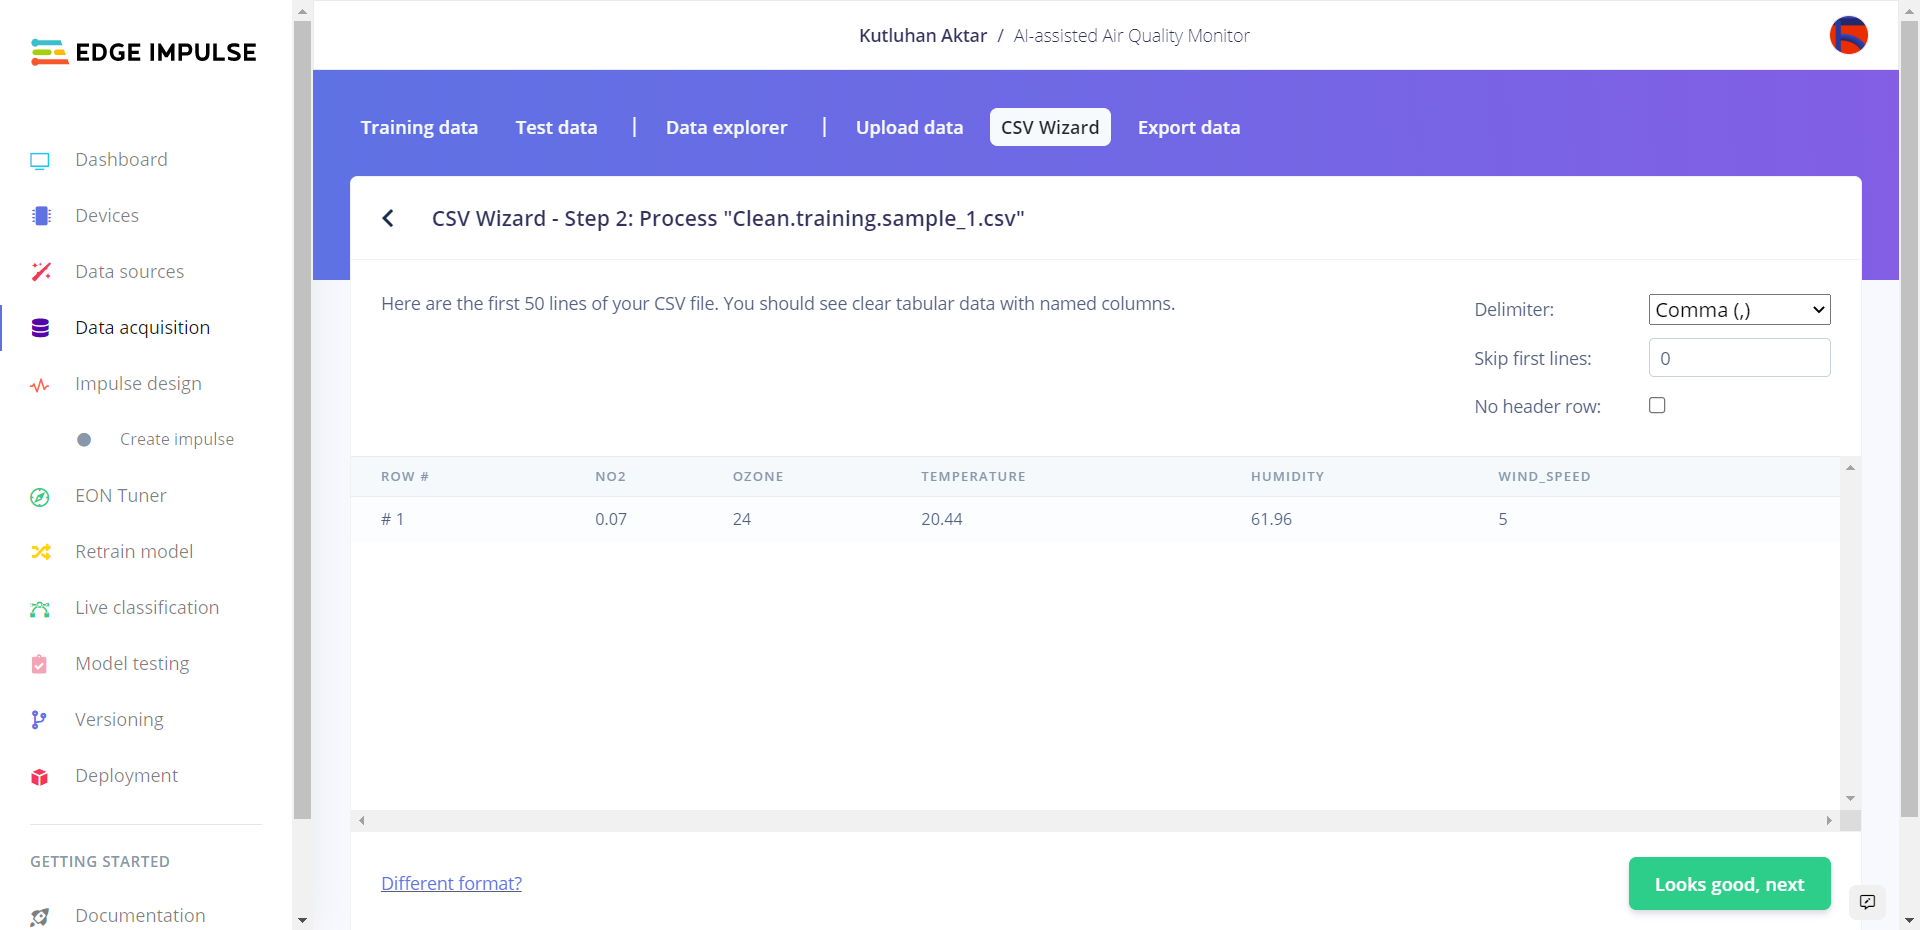 EDGE IMPULSE
Kutluhan Aktar / AI-assisted Air Quality Monitor
Dashboard
Devices
Data sources
Data acquisition
Impulse design
Create impulse
EON Tuner
Retrain model
Live classification
Model testing
Versioning
Deployment
GETTING STARTED
Documentation
Training data Test data | Data explorer | Upload data CSV Wizard Export data
CSV Wizard - Step 2: Process "Clean.training.sample_1.csv"
Here are the first 50 lines of your CSV file. You should see clear tabular data with named columns.
Delimiter: Comma (,)
Skip first lines: 0
No header row:
ROW # NO2 OZONE TEMPERATURE HUMIDITY WIND_SPEED
# 1 0.07 24 20.44 61.96 5
Different format?
Looks good, next